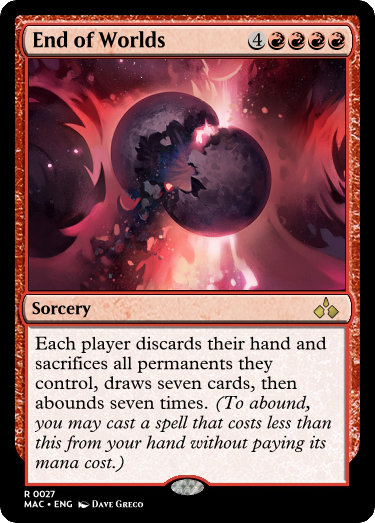 End of Worlds 4
Sorcery
Each player discards their hand and
sacrifices all permanents they
control, draws seven cards, then
abounds seven times. (To abound,
you may cast a spell that costs less than
this from your hand without paying its
mana cost.)
R 0027
MAC • ENG Dave Greco